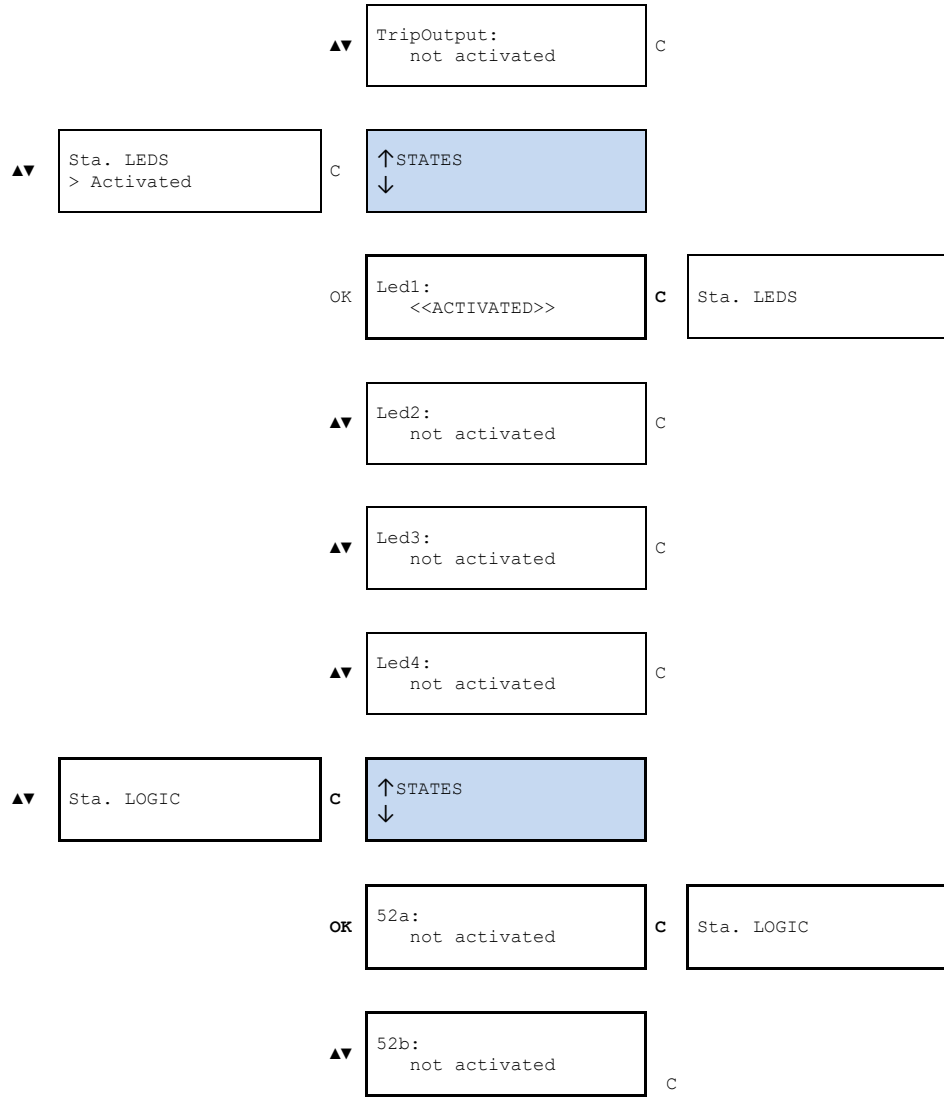 ▲▼ TripOutput: C
not activated
▲▼ Sta. LEDS C ↑STATES
> Activated ↓
OK Led1: C Sta. LEDS
<<ACTIVATED>>
▲▼ Led2: C
not activated
▲▼ Led3: C
not activated
▲▼ Led4: C
not activated
▲▼ Sta. LOGIC C ↑STATES
↓
OK 52a: C Sta. LOGIC
not activated
▲▼ 52b:
not activated
C